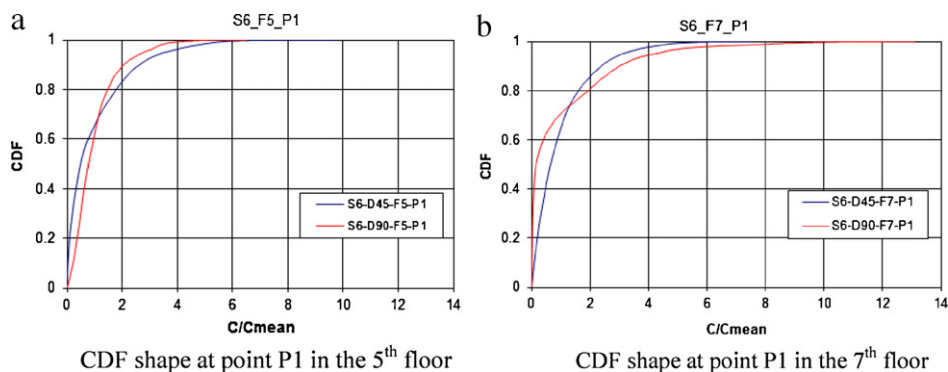 a
S6_F5_P1
CDF
1
0.8
0.6
0.4
0.2
0
0 2 4 6 8 10 12 14
C/Cmean
S6-D45-F5-P1
S6-D90-F5-P1
CDF shape at point P1 in the 5th floor
b
S6_F7_P1
CDF
1
0.8
0.6
0.4
0.2
0
0 2 4 6 8 10 12 14
C/Cmean
S6-D45-F7-P1
S6-D90-F7-P1
CDF shape at point P1 in the 7th floor